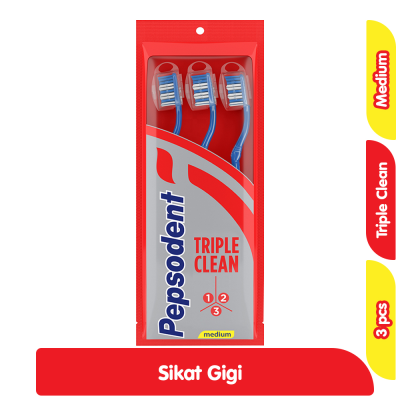 Pepsodent
TRIPLE
CLEAN
1 2
3
medium
Medium
Triple Clean
3 pcs
Sikat Gigi